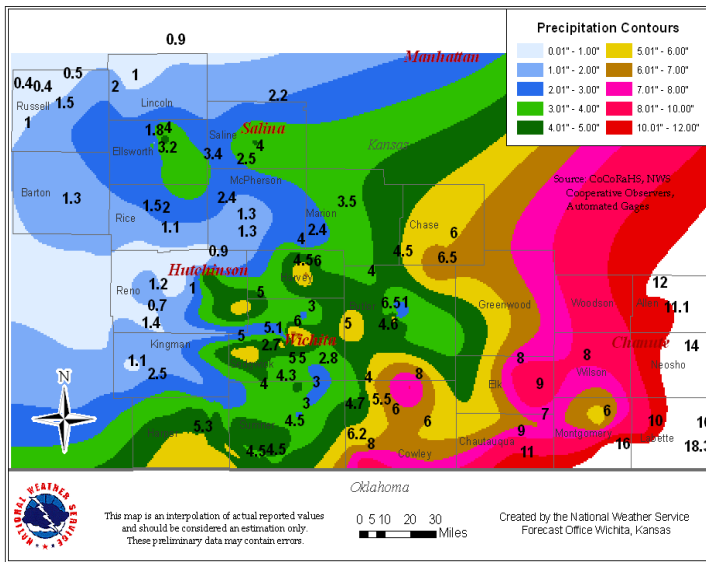 0.9
Manhattan
Precipitation Contours
0.01" - 1.00"
5.01" - 6.00"
1.01" - 2.00"
6.01" - 7.00"
2.01" - 3.00"
7.01" - 8.00"
3.01" - 4.00"
8.01" - 10.00"
4.01" - 5.00"
10.01" - 12.00"
0.5
1
0.4
0.4
2
Russell
1.5
Lincoln
2.2
1
1.8
4
Saline
Salina
Ellsworth
3.2
3.4
4
2.5
Kansas
Source: CoCoRaHS, NWS
Cooperative Observers,
Automated Gages
McPherson
Barton
1.3
2.4
3.5
Rice
1.5
2
1.3
Marion
Chase
1.1
1.3
2.4
6
4
0.9
4.5
6.5
4.5
6
4
Hutchinson
Harvey
Reno
1.2
1
5
12
0.7
3
6.5
1
Greenwood
Woodson
11.1
1.4
5.1
6
5
4.6
5
2.7
Wichita
Chanute
Kingman
14
1.1
5
5
2.8
8
8
Neosho
2.5
4.3
4
8
Wilson
4
3
Elk
9
3
4.7
5.5
6
7
6
5.3
4.5
6
10
Harper
Sumner
6.2
9
Montgomery
8
Chautauqua
16
4.5
4.5
Cowley
11
18.3
N
Oklahoma
NATIONAL WEATHER SERVICE
This map is an interpolation of actual reported values
and should be considered an estimation only.
These preliminary data may contain errors.
0 5 10 20 30
Miles
Created by the National Weather Service
Forecast Office Wichita, Kansas